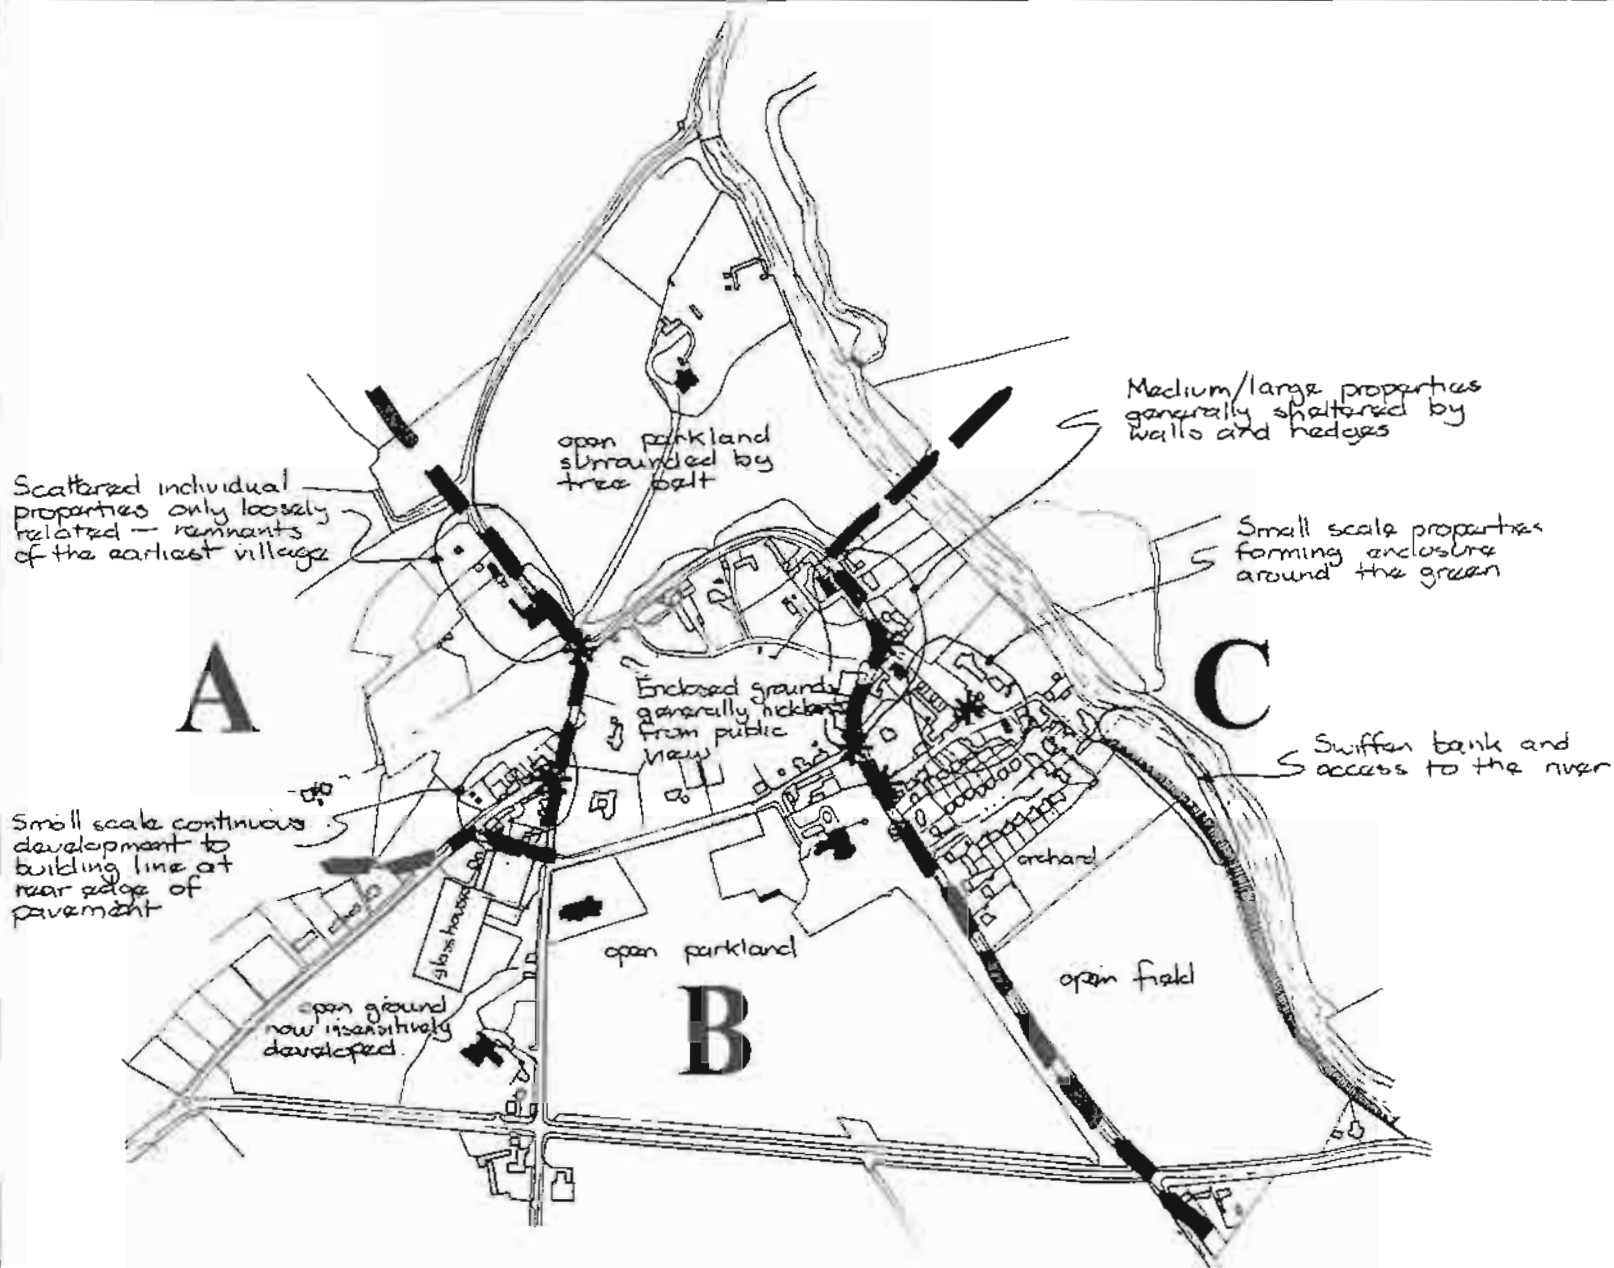 open parkland
surrounded by
tree belt
Medium/large properties
generally sheltered by
walls and hedges
Scattered individual
properties only loosely
related — remnants
of the earliest village
Small scale properties
forming enclosure
around the green
A
C
Enclosed grounds
generally hidden
from public
view
Swiffen bank and
access to the river
Small scale continuous
development to
building line at
rear edge of
pavement
orchard
glasshouses
open parkland
open field
open ground
now insensitively
developed.
B